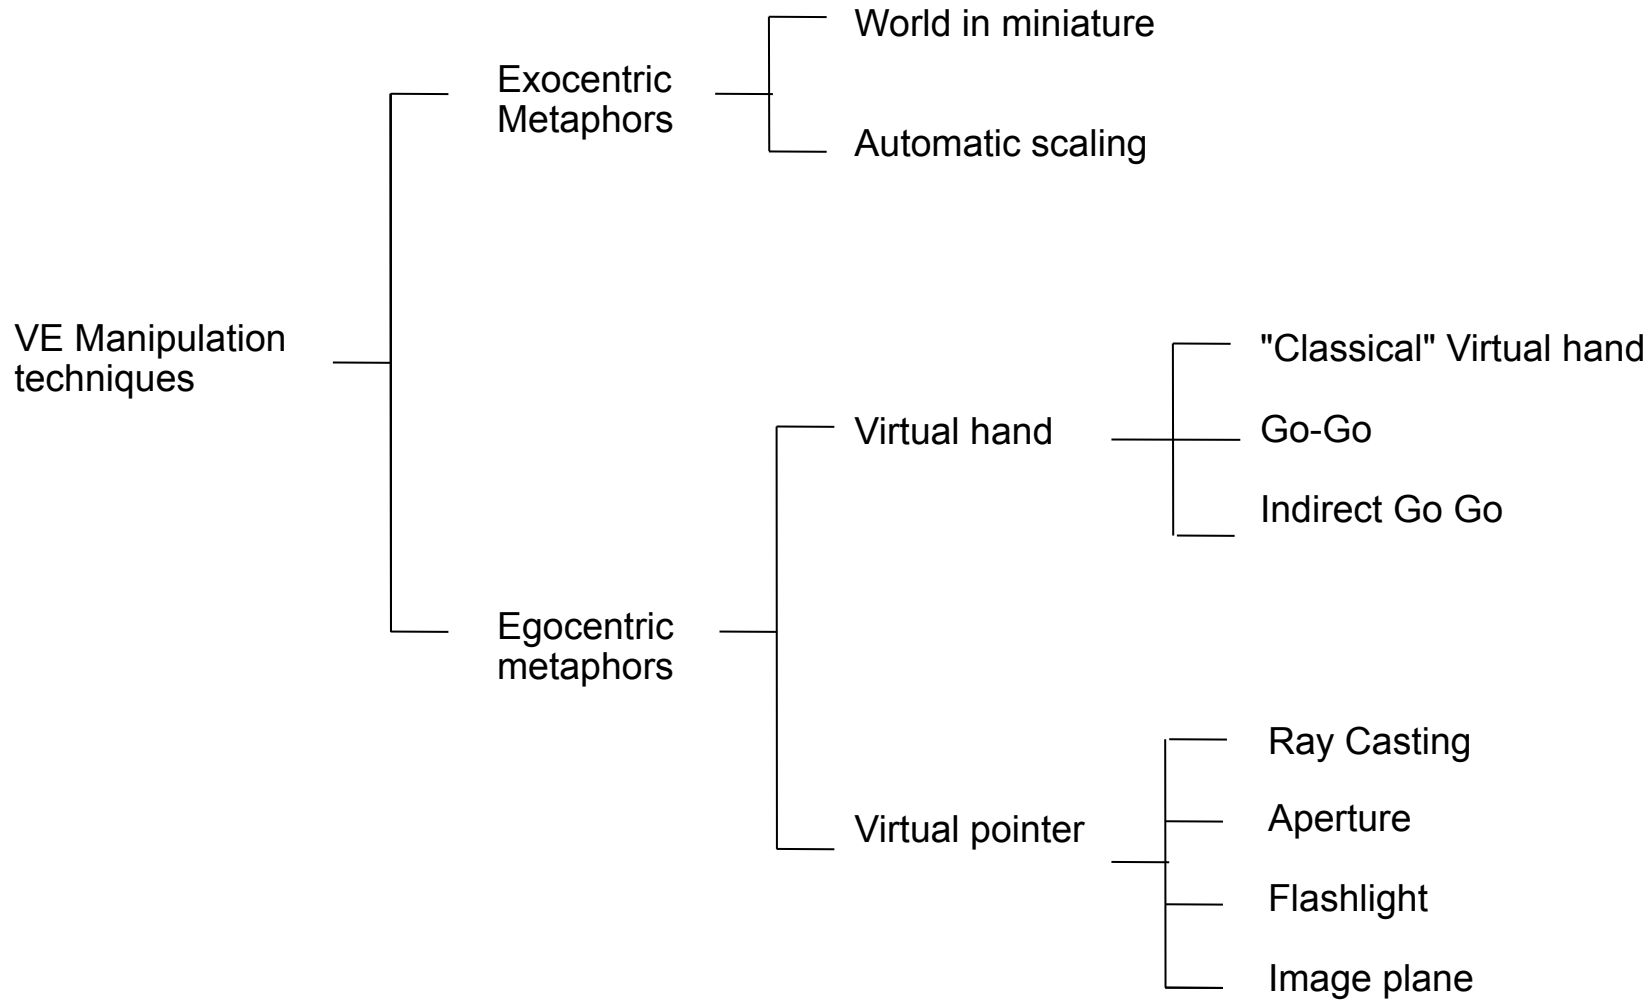 World in miniature
Exocentric
Metaphors
Automatic scaling
VE Manipulation
techniques
"Classical" Virtual hand
Virtual hand
Go-Go
Indirect Go Go
Egocentric
metaphors
Ray Casting
Virtual pointer
Aperture
Flashlight
Image plane